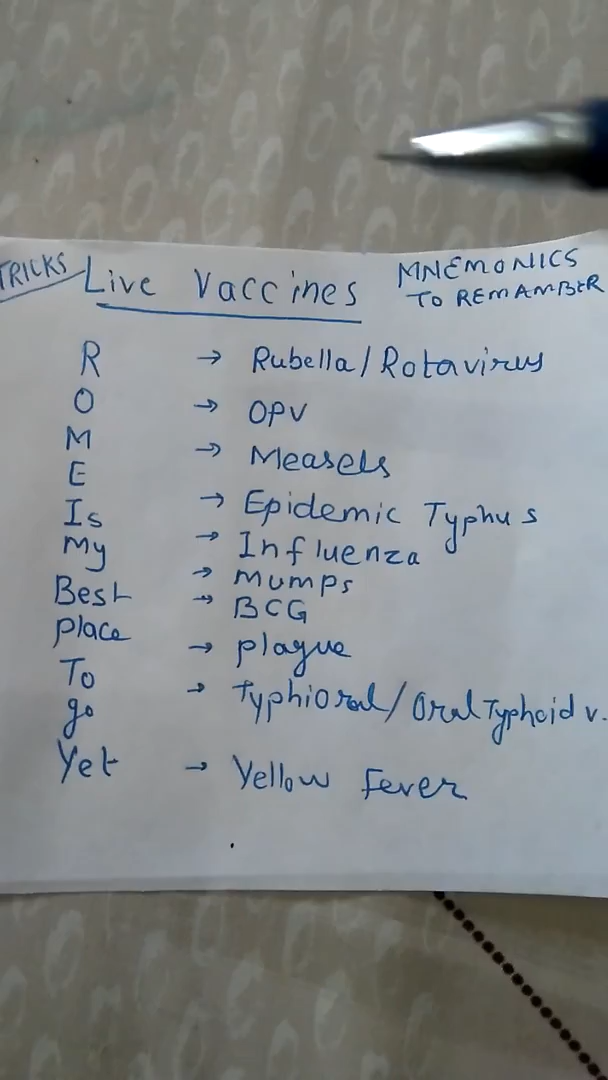 TRICKS Live Vaccines MNEMONICS
TO REMAMBER
R → Rubella/Rotavirus
O → OPV
M → Measels
E → Epidemic Typhus
Is → Influenza
My → Mumps
Best → BCG
Place → plague
To → Typhioral/Oral Typhoid v.
go
Yet → Yellow Fever